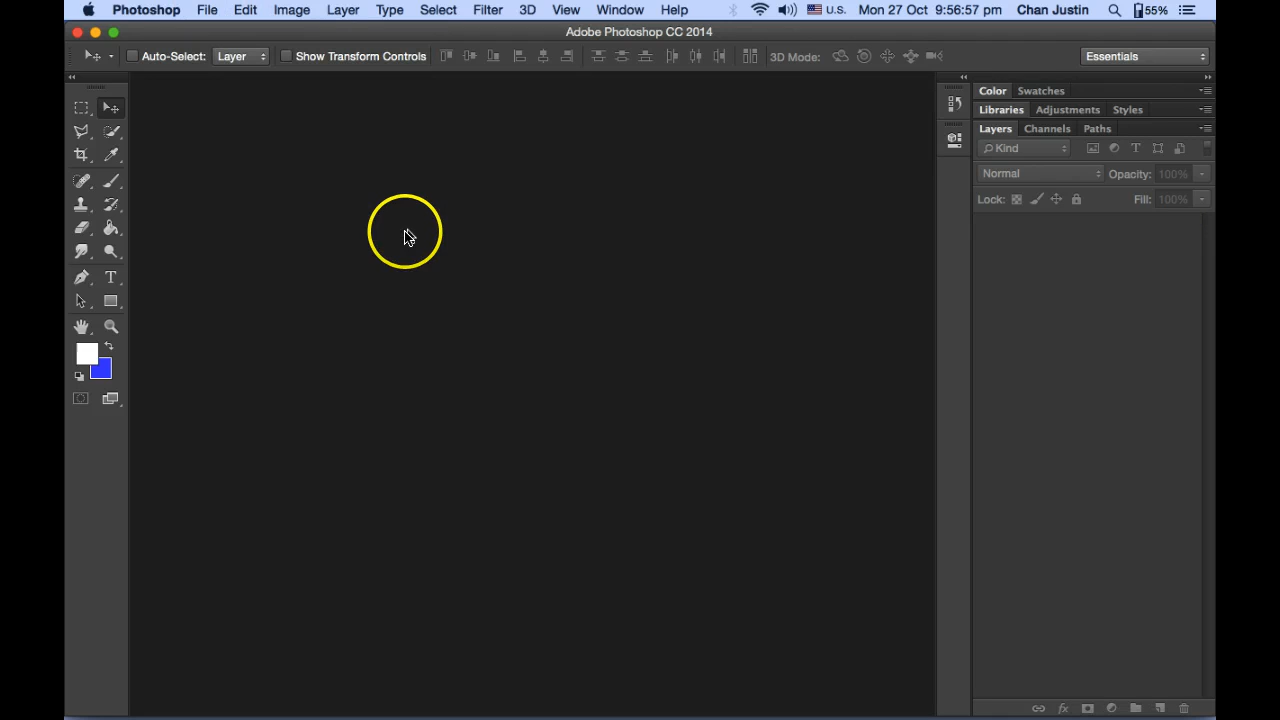 Photoshop File Edit Image Layer Type Select Filter 3D View Window Help U.S. Mon 27 Oct 9:56:57 pm Chan Justin 55%
Adobe Photoshop CC 2014
Auto-Select: Layer Show Transform Controls 3D Mode: Essentials
Color Swatches
Libraries Adjustments Styles
Layers Channels Paths
Kind
Normal Opacity: 100%
Lock: Fill: 100%